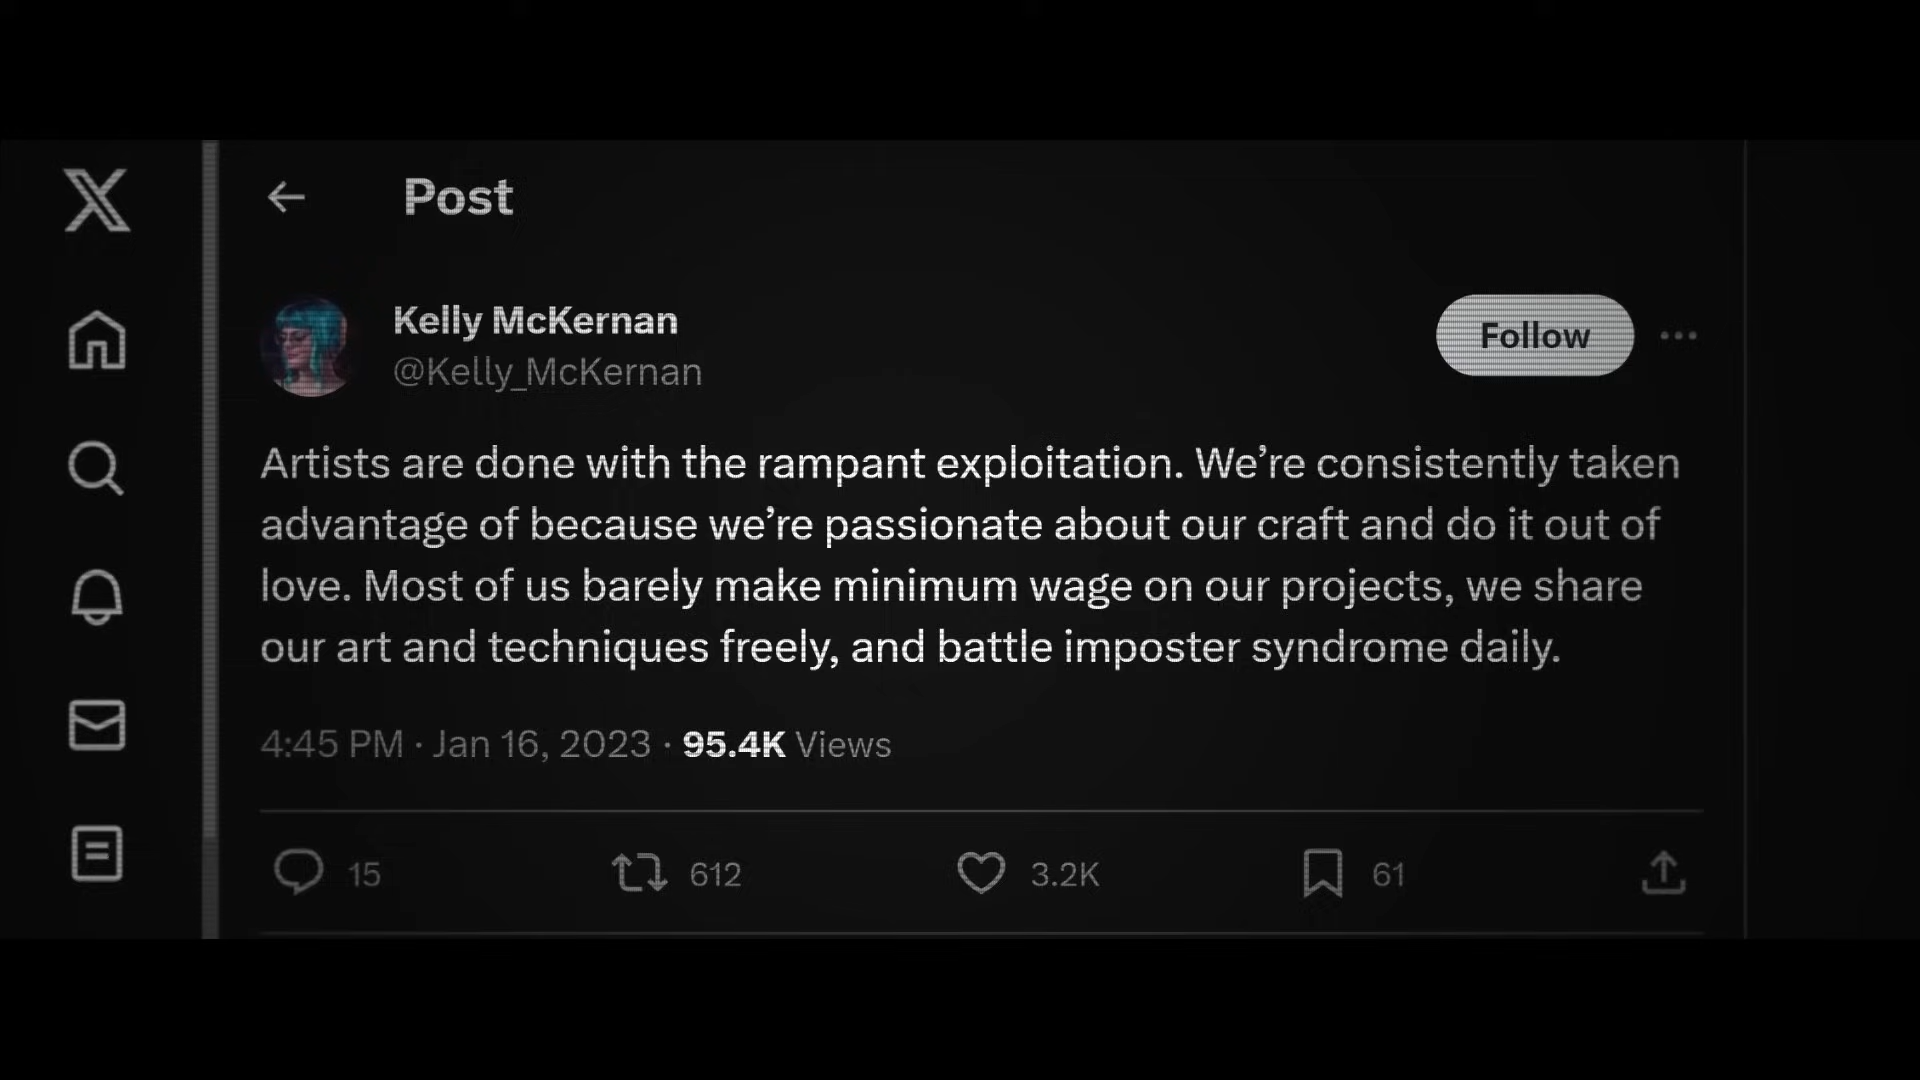 Post
Kelly McKernan
@Kelly_McKernan
Follow
Artists are done with the rampant exploitation. We’re consistently taken
advantage of because we’re passionate about our craft and do it out of
love. Most of us barely make minimum wage on our projects, we share
our art and techniques freely, and battle imposter syndrome daily.
4:45 PM · Jan 16, 2023 · 95.4K Views
15 612 3.2K 61